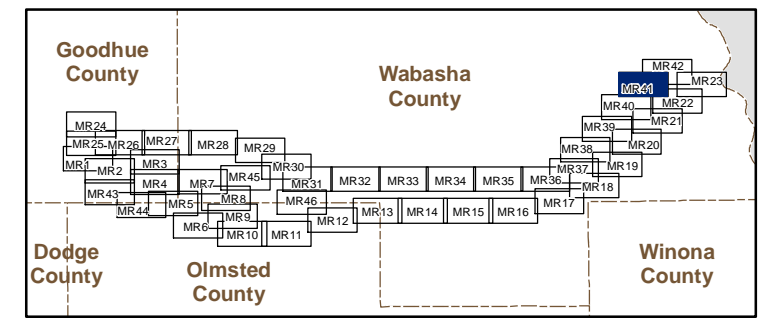 Goodhue
County
Wabasha
County
MR42
MR41
MR23
MR40
MR22
MR24
MR39
MR21
MR25
MR26
MR27
MR28
MR29
MR38
MR20
MR1
MR2
MR3
MR30
MR37
MR19
MR43
MR4
MR7
MR45
MR31
MR32
MR33
MR34
MR35
MR36
MR18
MR44
MR5
MR8
MR46
MR17
MR6
MR9
MR12
MR13
MR14
MR15
MR16
MR10
MR11
Dodge
County
Olmsted
County
Winona
County